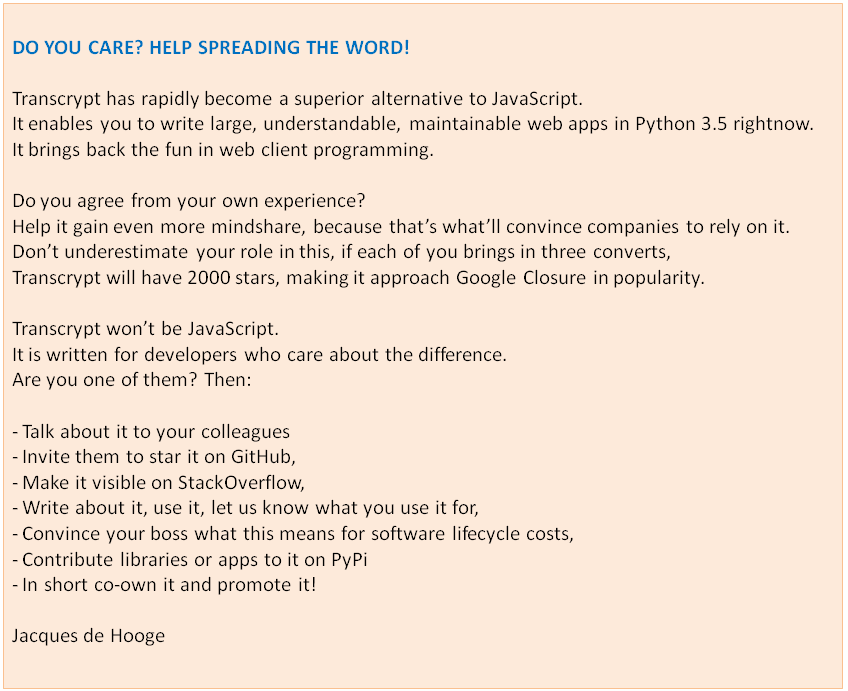 DO YOU CARE? HELP SPREADING THE WORD!
Transcrypt has rapidly become a superior alternative to JavaScript.
It enables you to write large, understandable, maintainable web apps in Python 3.5 rightnow.
It brings back the fun in web client programming.
Do you agree from your own experience?
Help it gain even more mindshare, because that’s what’ll convince companies to rely on it.
Don’t underestimate your role in this, if each of you brings in three converts,
Transcrypt will have 2000 stars, making it approach Google Closure in popularity.
Transcrypt won’t be JavaScript.
It is written for developers who care about the difference.
Are you one of them? Then:
- Talk about it to your colleagues
- Invite them to star it on GitHub,
- Make it visible on StackOverflow,
- Write about it, use it, let us know what you use it for,
- Convince your boss what this means for software lifecycle costs,
- Contribute libraries or apps to it on PyPi
- In short co-own it and promote it!
Jacques de Hooge